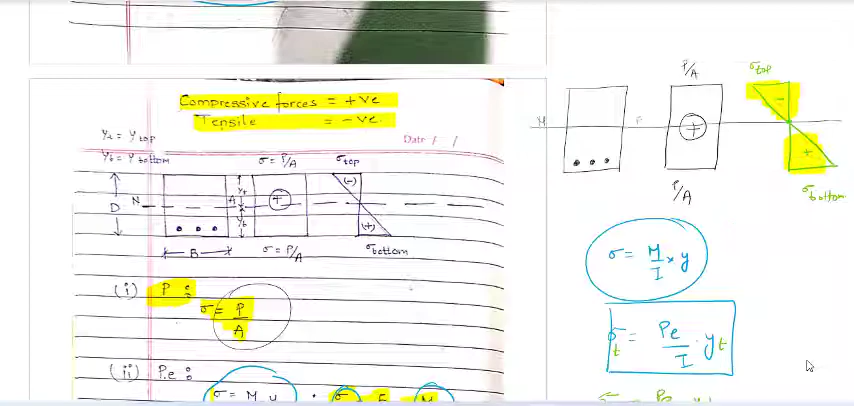 Compressive forces = +ve
Tensile = -ve.
Date / /
yt = y top
yb = y bottom
σ = P/A
σtop
D
N
A
yt
yb
+
(-)
(+)
σ = P/A
σbottom
B
(i) P :
σ = P/A
(ii) P.e :
σ = M y
P/A
σtop
+
-
+
P/A
σbottom
σ = M/I × y
σt = Pe/I · yt